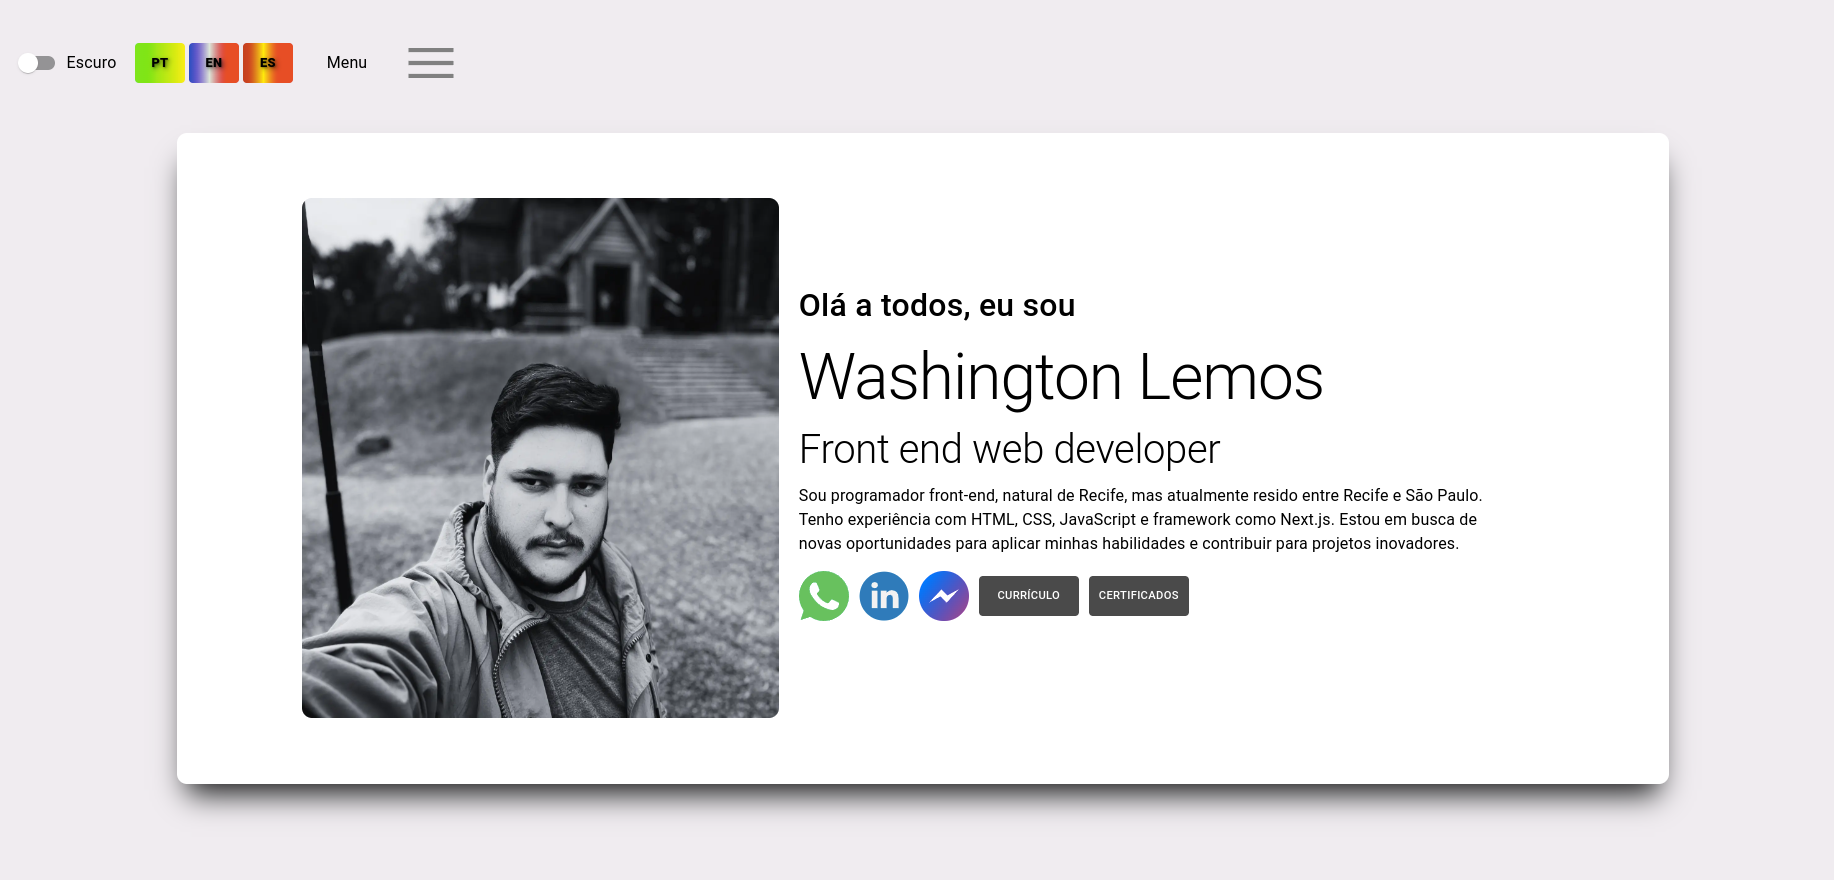 Escuro PT EN ES Menu
Olá a todos, eu sou
Washington Lemos
Front end web developer
Sou programador front-end, natural de Recife, mas atualmente resido entre Recife e São Paulo.
Tenho experiência com HTML, CSS, JavaScript e framework como Next.js. Estou em busca de
novas oportunidades para aplicar minhas habilidades e contribuir para projetos inovadores.
in CURRÍCULO CERTIFICADOS